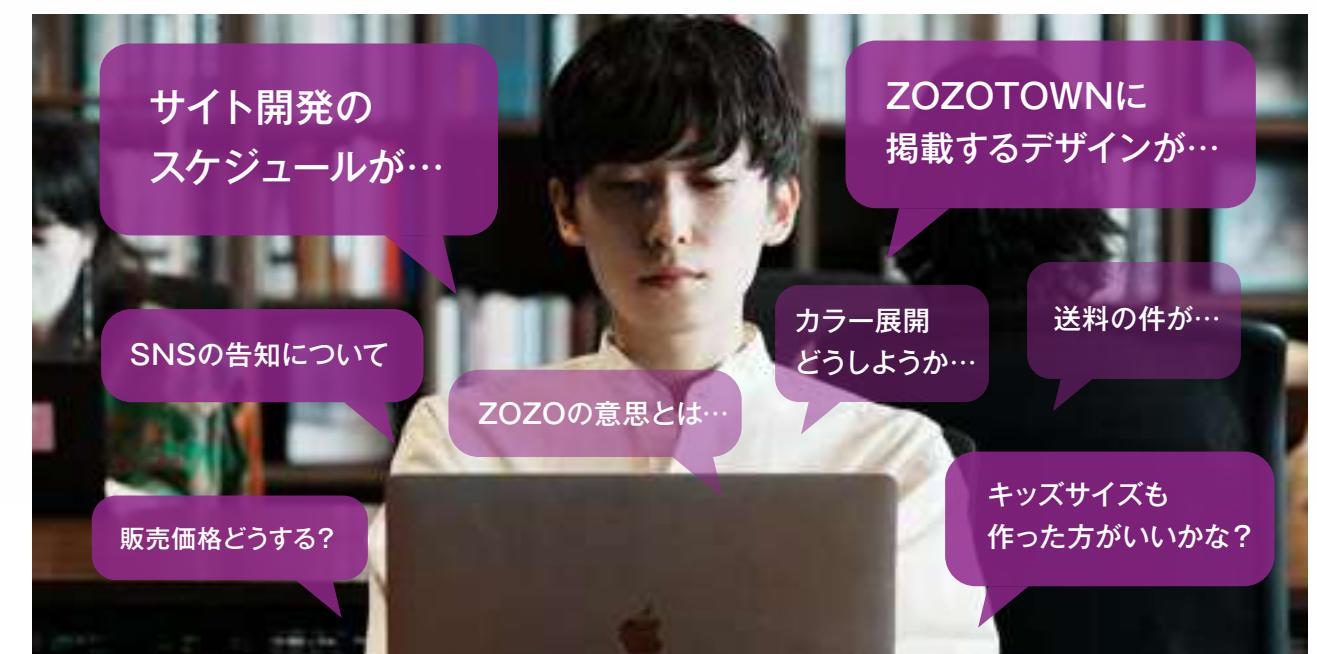 サイト開発の
スケジュールが…
ZOZOTOWNに
掲載するデザインが…
SNSの告知について
ZOZOの意思とは…
カラー展開
どうしようか…
送料の件が…
販売価格どうする？
キッズサイズも
作った方がいいかな？